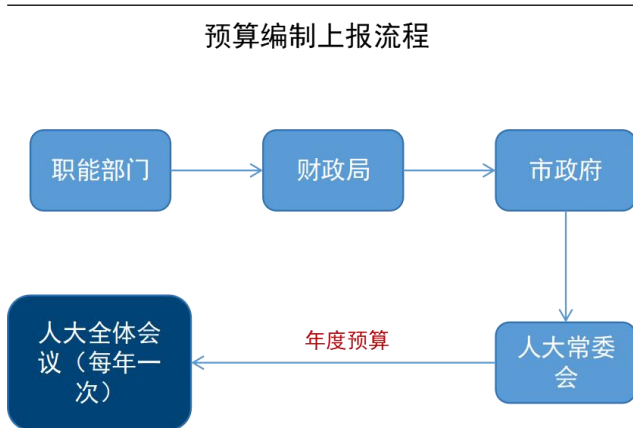 预算编制上报流程
职能部门
财政局
市政府
人大全体会
议（每年一
次）
年度预算
人大常委
会